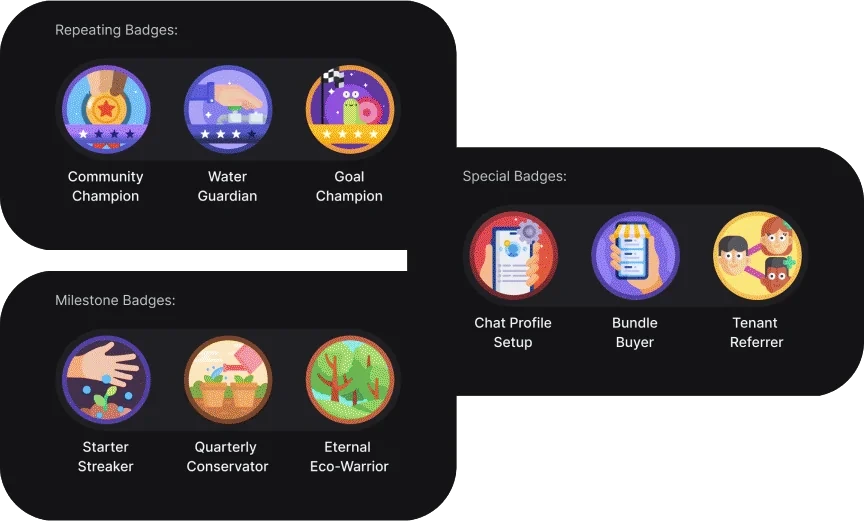 Repeating Badges:
Community
Champion
Water
Guardian
Goal
Champion
Special Badges:
Chat Profile
Setup
Bundle
Buyer
Tenant
Referrer
Milestone Badges:
Starter
Streaker
Quarterly
Conservator
Eternal
Eco-Warrior